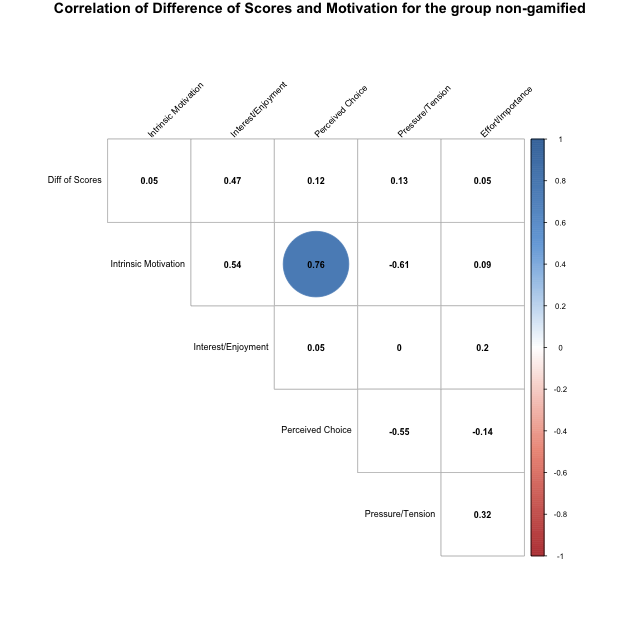 Correlation of Difference of Scores and Motivation for the group non-gamified
Intrinsic Motivation
Interest/Enjoyment
Perceived Choice
Pressure/Tension
Effort/Importance
Diff of Scores 0.05 0.47 0.12 0.13 0.05
Intrinsic Motivation 0.54 0.76 -0.61 0.09
Interest/Enjoyment 0.05 0 0.2
Perceived Choice -0.55 -0.14
Pressure/Tension 0.32
1
0.8
0.6
0.4
0.2
0
-0.2
-0.4
-0.6
-0.8
-1